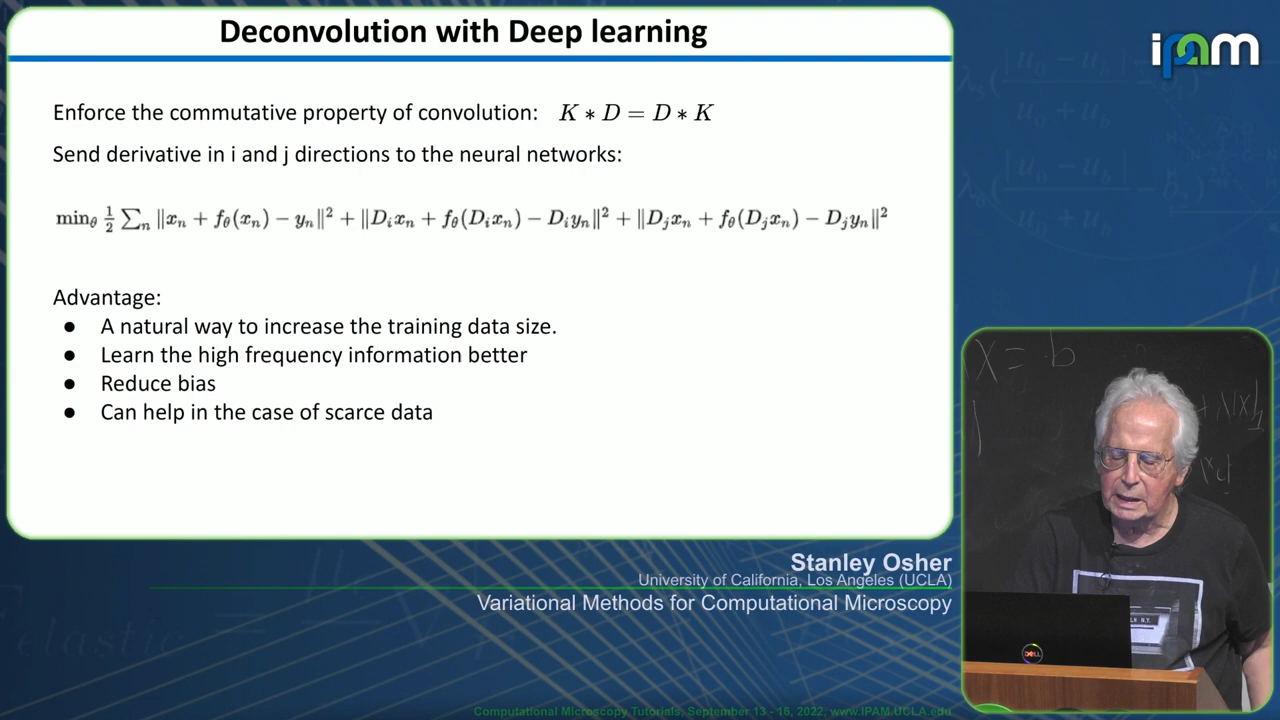 Deconvolution with Deep learning
ipam
Enforce the commutative property of convolution: K ∗ D = D ∗ K
Send derivative in i and j directions to the neural networks:
min_θ ½ ∑_n ‖x_n + f_θ(x_n) − y_n‖² + ‖D_i x_n + f_θ(D_i x_n) − D_i y_n‖² + ‖D_j x_n + f_θ(D_j x_n) − D_j y_n‖²
Advantage:
● A natural way to increase the training data size.
● Learn the high frequency information better
● Reduce bias
● Can help in the case of scarce data
X = b
Stanley Osher
University of California, Los Angeles (UCLA)
Variational Methods for Computational Microscopy
LN N.Y.
DELL
elastic
Computational Microscopy Tutorials, September 13 - 16, 2022, www.IPAM.UCLA.edu